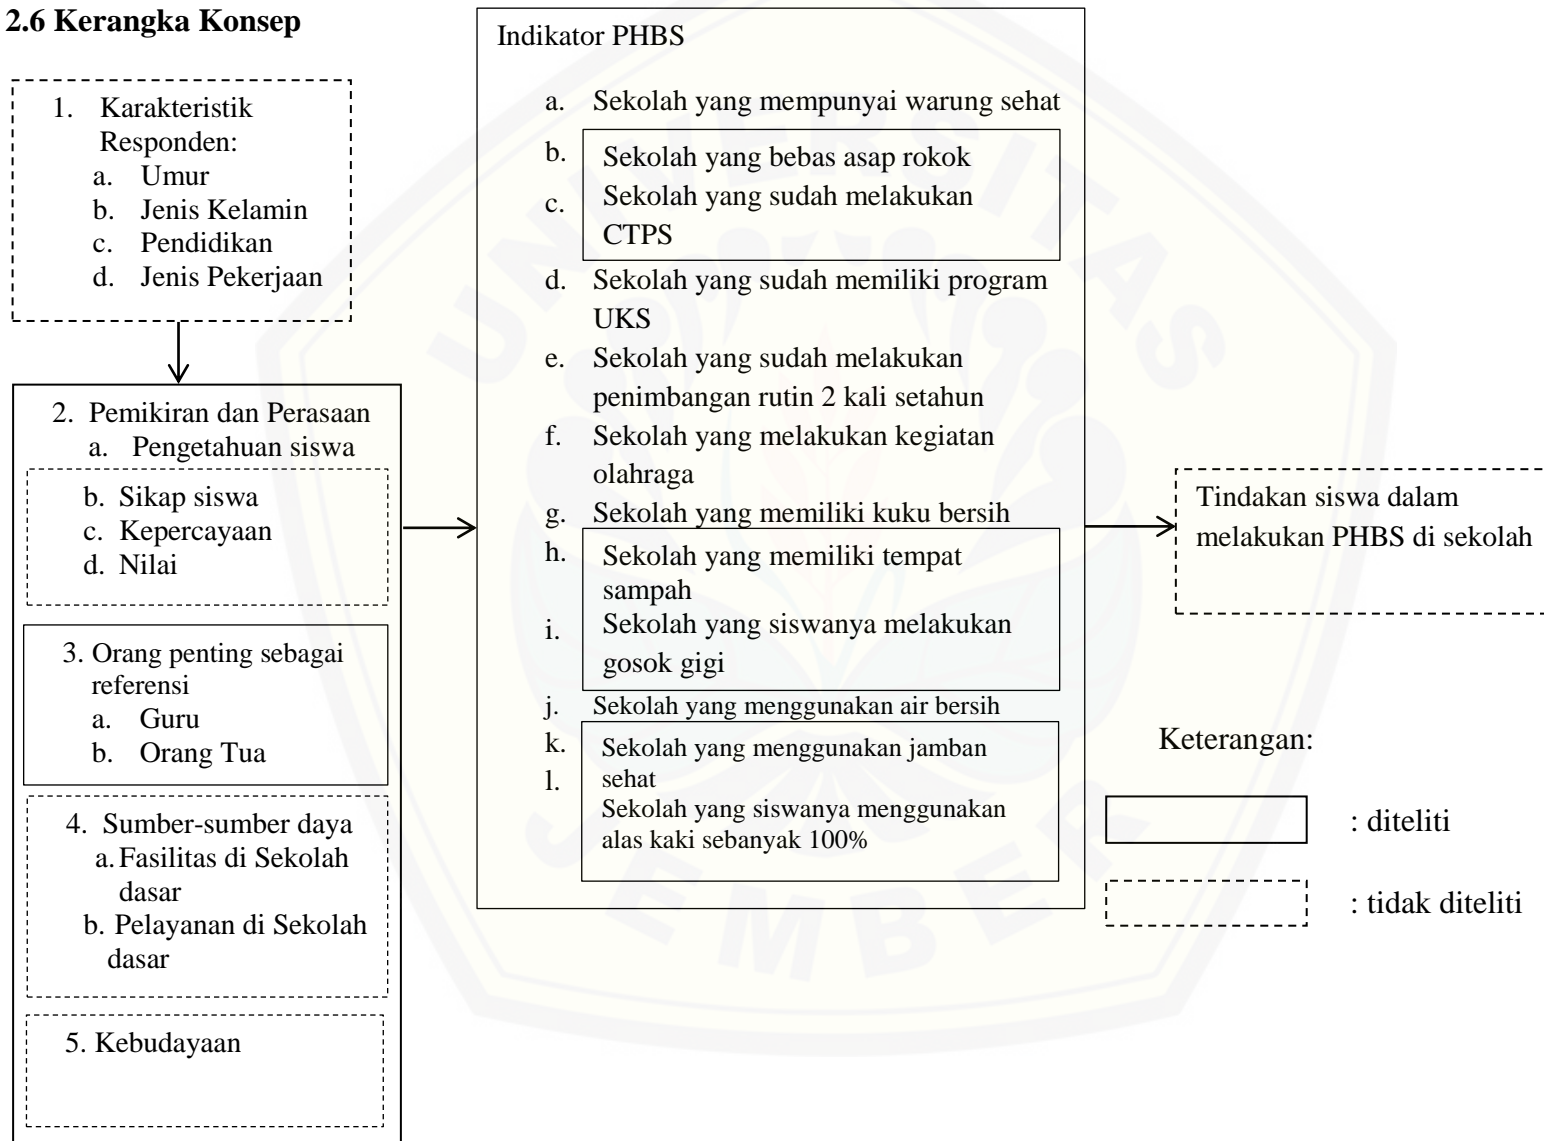 2.6 Kerangka Konsep
1. Karakteristik
Responden:
a. Umur
b. Jenis Kelamin
c. Pendidikan
d. Jenis Pekerjaan
2. Pemikiran dan Perasaan
a. Pengetahuan siswa
b. Sikap siswa
c. Kepercayaan
d. Nilai
3. Orang penting sebagai
referensi
a. Guru
b. Orang Tua
4. Sumber-sumber daya
a. Fasilitas di Sekolah
dasar
b. Pelayanan di Sekolah
dasar
5. Kebudayaan
Indikator PHBS
a. Sekolah yang mempunyai warung sehat
b. Sekolah yang bebas asap rokok
c. Sekolah yang sudah melakukan
CTPS
d. Sekolah yang sudah memiliki program
UKS
e. Sekolah yang sudah melakukan
penimbangan rutin 2 kali setahun
f. Sekolah yang melakukan kegiatan
olahraga
g. Sekolah yang memiliki kuku bersih
h. Sekolah yang memiliki tempat
sampah
i. Sekolah yang siswanya melakukan
gosok gigi
j. Sekolah yang menggunakan air bersih
k. Sekolah yang menggunakan jamban
sehat
l. Sekolah yang siswanya menggunakan
alas kaki sebanyak 100%
Tindakan siswa dalam
melakukan PHBS di sekolah
Keterangan:
: diteliti
: tidak diteliti
UNIVERSITAS
JEMBER